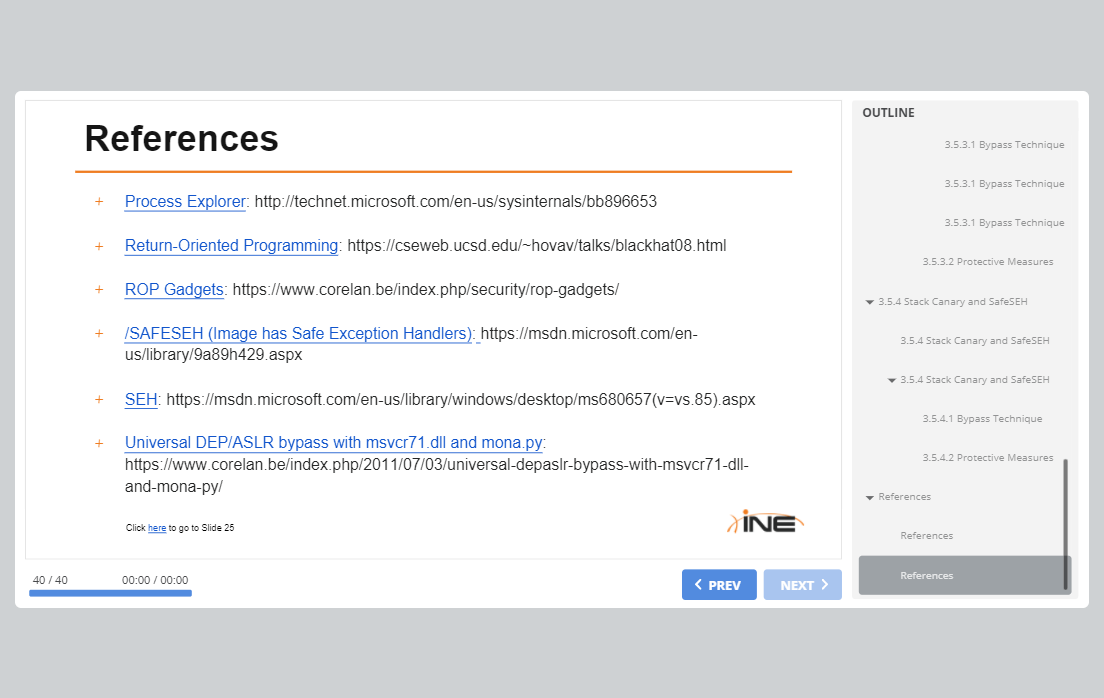 References
+ Process Explorer: http://technet.microsoft.com/en-us/sysinternals/bb896653
+ Return-Oriented Programming: https://cseweb.ucsd.edu/~hovav/talks/blackhat08.html
+ ROP Gadgets: https://www.corelan.be/index.php/security/rop-gadgets/
+ /SAFESEH (Image has Safe Exception Handlers): https://msdn.microsoft.com/en-
us/library/9a89h429.aspx
+ SEH: https://msdn.microsoft.com/en-us/library/windows/desktop/ms680657(v=vs.85).aspx
+ Universal DEP/ASLR bypass with msvcr71.dll and mona.py:
https://www.corelan.be/index.php/2011/07/03/universal-depaslr-bypass-with-msvcr71-dll-
and-mona-py/
Click here to go to Slide 25
INE
40 / 40 00:00 / 00:00
PREV
NEXT
OUTLINE
3.5.3.1 Bypass Technique
3.5.3.1 Bypass Technique
3.5.3.1 Bypass Technique
3.5.3.2 Protective Measures
3.5.4 Stack Canary and SafeSEH
3.5.4 Stack Canary and SafeSEH
3.5.4 Stack Canary and SafeSEH
3.5.4.1 Bypass Technique
3.5.4.2 Protective Measures
References
References
References